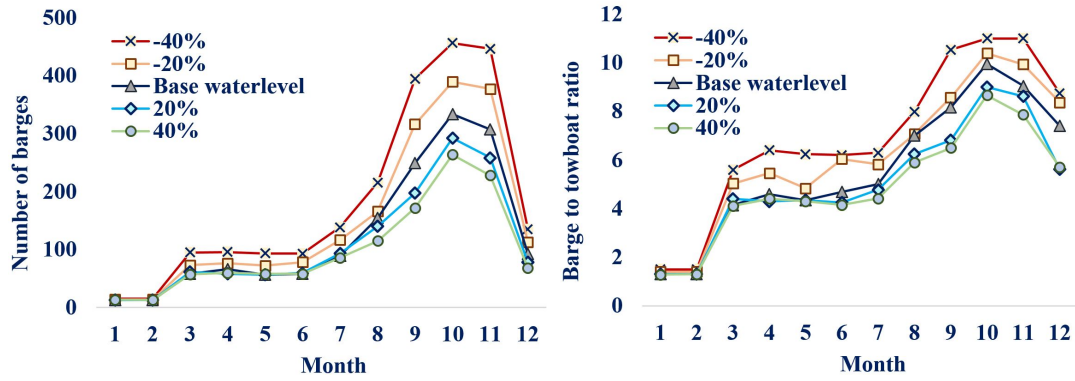 Number of barges
500
400
300
200
100
0
-40%
-20%
Base waterlevel
20%
40%
1 2 3 4 5 6 7 8 9 10 11 12
Month
Barge to towboat ratio
12
10
8
6
4
2
0
-40%
-20%
Base waterlevel
20%
40%
1 2 3 4 5 6 7 8 9 10 11 12
Month